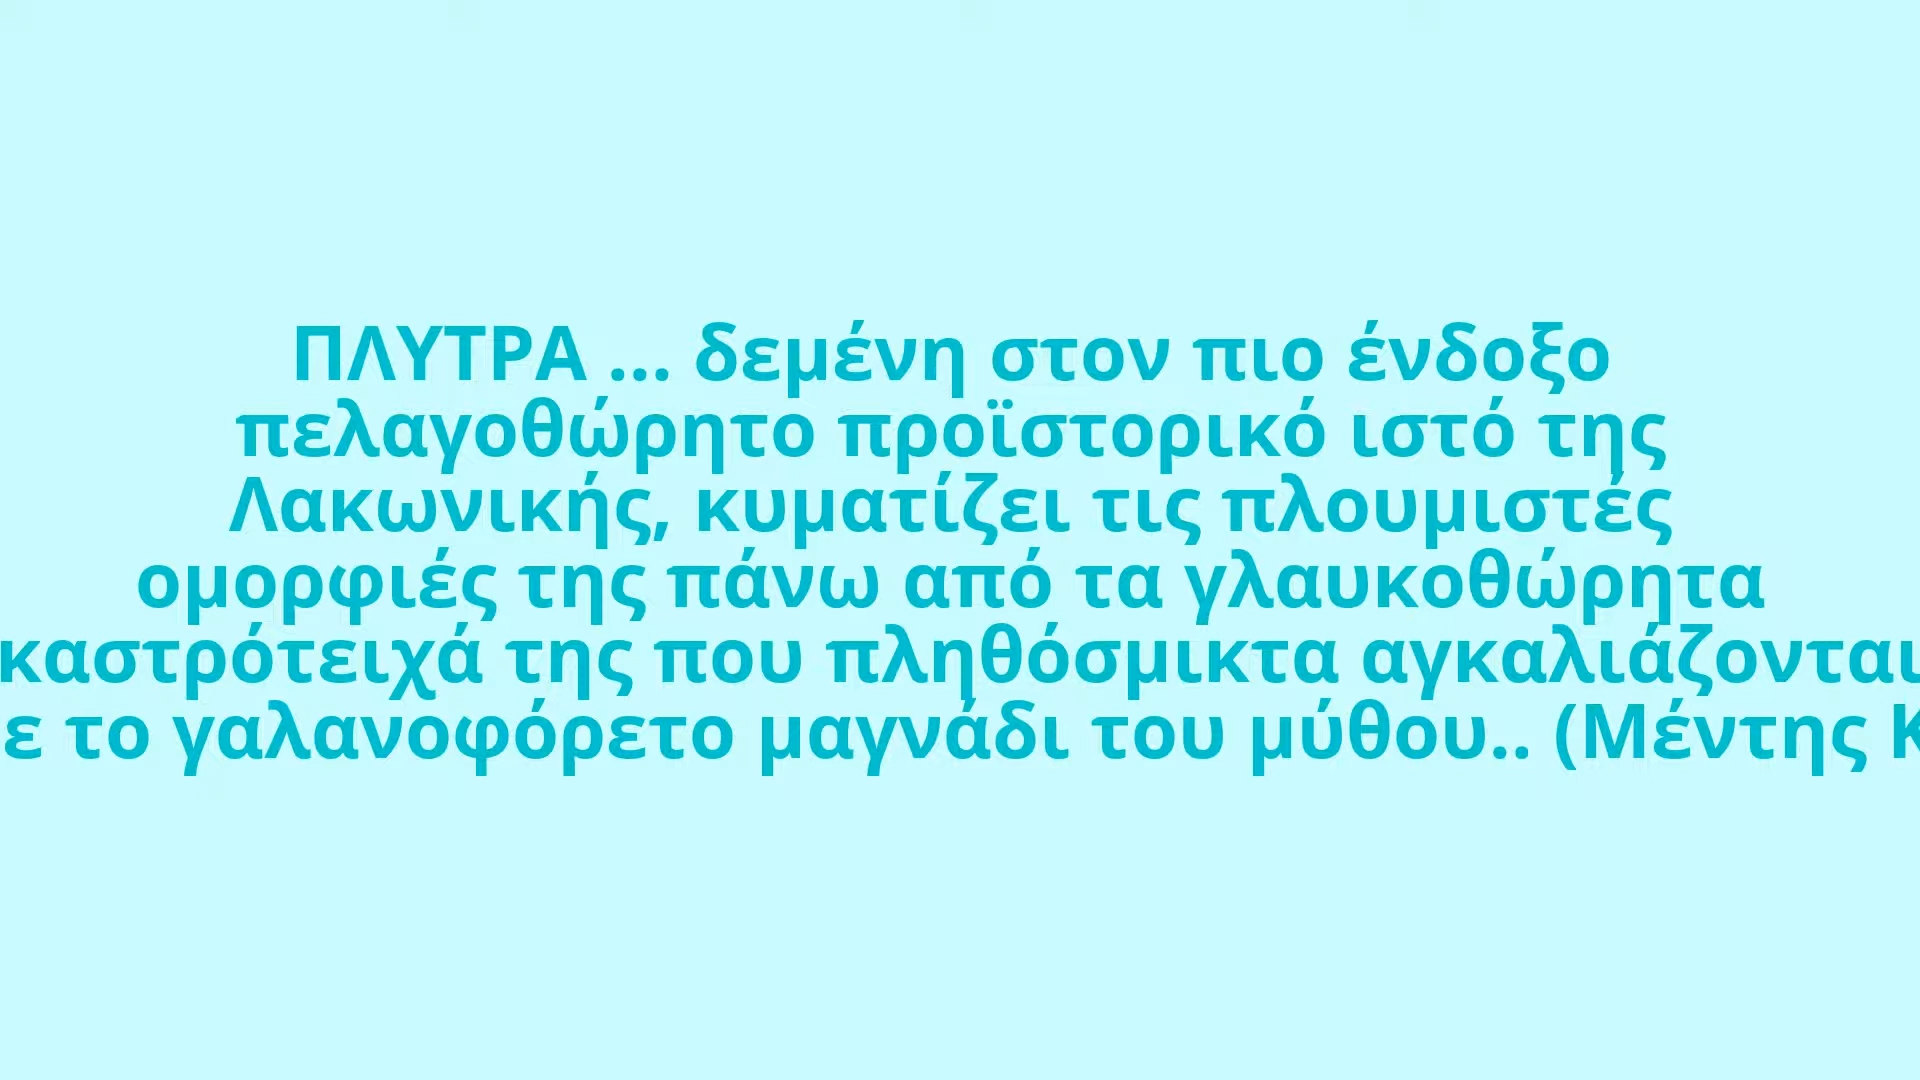 ΠΛΥΤΡΑ ... δεμένη στον πιο ένδοξο
πελαγοθώρητο προϊστορικό ιστό της
Λακωνικής, κυματίζει τις πλουμιστές
ομορφιές της πάνω από τα γλαυκοθώρητα
καστρότειχά της που πληθόσμικτα αγκαλιάζονται
το γαλανοφόρετο μαγνάδι του μύθου.. (Μέντης